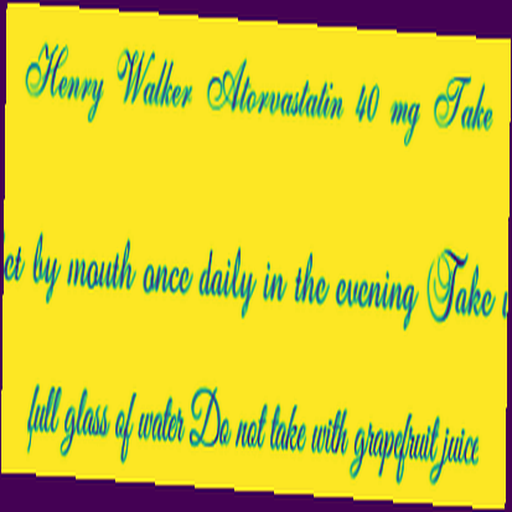 Henry Walker Atorvastatin 40 mg Take
by mouth once daily in the evening Take
full glass of water Do not take with grapefruit juice